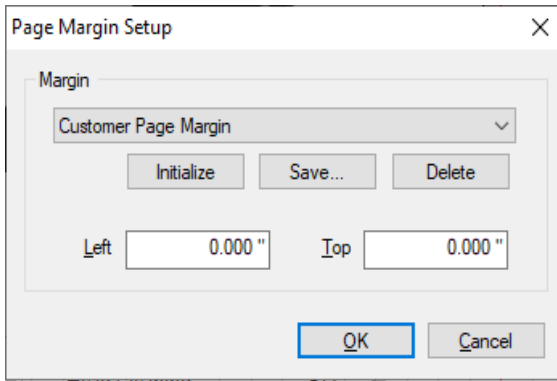 Page Margin Setup
Margin
Customer Page Margin
Initialize Save... Delete
Left 0.000 " Top 0.000 "
OK Cancel